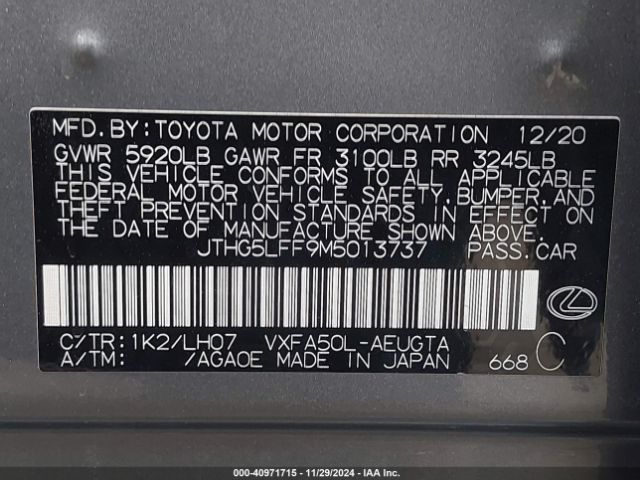 MFD.BY:TOYOTA MOTOR CORPORATION 12/20
GVWR 5920LB GAWR FR 3100LB RR 3245LB
THIS VEHICLE CONFORMS TO ALL APPLICABLE
FEDERAL MOTOR VEHICLE SAFETY,BUMPER,AND
THEFT PREVENTION STANDARDS IN EFFECT ON
THE DATE OF MANUFACTURE SHOWN ABOVE.
JTHG5LFF9M5013737 PASS.CAR
C/TR:1K2/LH07 VXFA50L-AEUGTA
A/TM: /AGA0E MADE IN JAPAN 668 C
000-40971715 — 11/29/2024 — IAA Inc.